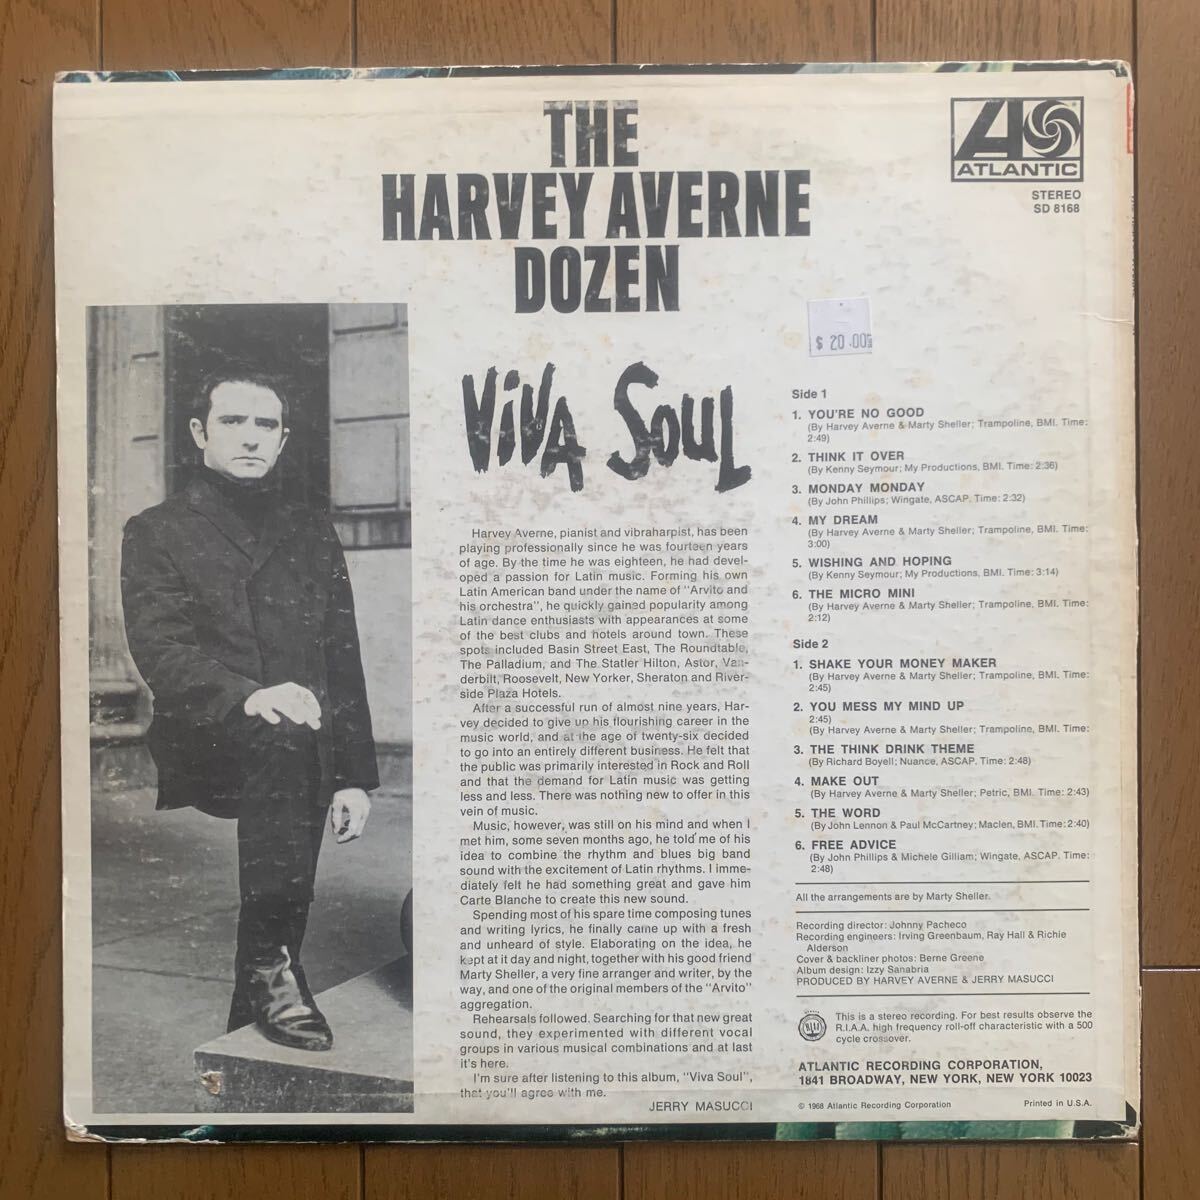 THE
HARVEY AVERNE
DOZEN
ATLANTIC
STEREO
SD 8168
$ 20.00
ViVA SOUL
Harvey Averne, pianist and vibraharpist, has been
playing professionally since he was fourteen years
of age. By the time he was eighteen, he had devel-
oped a passion for Latin music. Forming his own
Latin American band under the name of "Arvito and
his orchestra", he quickly gained popularity among
Latin dance enthusiasts with appearances at some
of the best clubs and hotels around town. These
spots included Basin Street East, The Roundtable,
The Palladium, and The Statler Hilton, Astor, Van-
derbilt, Roosevelt, New Yorker, Sheraton and River-
side Plaza Hotels.
After a successful run of almost nine years, Har-
vey decided to give up his flourishing career in the
music world, and at the age of twenty-six decided
to go into an entirely different business. He felt that
the public was primarily interested in Rock and Roll
and that the demand for Latin music was getting
less and less. There was nothing new to offer in this
vein of music.
Music, however, was still on his mind and when I
met him, some seven months ago, he told me of his
idea to combine the rhythm and blues big band
sound with the excitement of Latin rhythms. I imme-
diately felt he had something great and gave him
Carte Blanche to create this new sound.
Spending most of his spare time composing tunes
and writing lyrics, he finally came up with a fresh
and unheard of style. Elaborating on the idea, he
kept at it day and night, together with his good friend
Marty Sheller, a very fine arranger and writer, by the
way, and one of the original members of the "Arvito"
aggregation.
Rehearsals followed. Searching for that new great
sound, they experimented with different vocal
groups in various musical combinations and at last
it's here.
I'm sure after listening to this album, "Viva Soul",
that you'll agree with me.
JERRY MASUCCI
Side 1
1. YOU'RE NO GOOD
(By Harvey Averne & Marty Sheller; Trampoline, BMI. Time:
2:49)
2. THINK IT OVER
(By Kenny Seymour; My Productions, BMI. Time: 2:36)
3. MONDAY MONDAY
(By John Phillips; Wingate, ASCAP. Time: 2:32)
4. MY DREAM
(By Harvey Averne & Marty Sheller; Trampoline, BMI. Time:
3:00)
5. WISHING AND HOPING
(By Kenny Seymour; My Productions, BMI. Time: 3:14)
6. THE MICRO MINI
(By Harvey Averne & Marty Sheller; Trampoline, BMI. Time:
2:12)
Side 2
1. SHAKE YOUR MONEY MAKER
(By Harvey Averne & Marty Sheller; Trampoline, BMI. Time:
2:45)
2. YOU MESS MY MIND UP
2:45)
(By Harvey Averne & Marty Sheller; Trampoline, BMI. Time:
3. THE THINK DRINK THEME
(By Richard Boyell; Nuance, ASCAP. Time: 2:48)
4. MAKE OUT
(By Harvey Averne & Marty Sheller; Petric, BMI. Time: 2:43)
5. THE WORD
(By John Lennon & Paul McCartney; Maclen, BMI. Time: 2:40)
6. FREE ADVICE
(By John Phillips & Michele Gilliam; Wingate, ASCAP. Time:
2:48)
All the arrangements are by Marty Sheller.
Recording director: Johnny Pacheco
Recording engineers: Irving Greenbaum, Ray Hall & Richie
Alderson
Cover & backliner photos: Berne Greene
Album design: Izzy Sanabria
PRODUCED BY HARVEY AVERNE & JERRY MASUCCI
This is a stereo recording. For best results observe the
R.I.A.A. high frequency roll-off characteristic with a 500
cycle crossover.
ATLANTIC RECORDING CORPORATION,
1841 BROADWAY, NEW YORK, NEW YORK 10023
© 1968 Atlantic Recording Corporation
Printed in U.S.A.